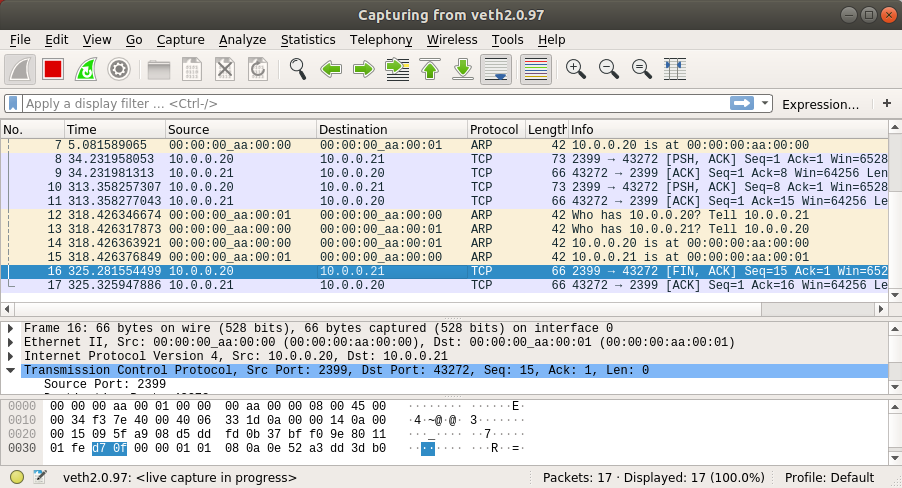 Capturing from veth2.0.97
File Edit View Go Capture Analyze Statistics Telephony Wireless Tools Help
Apply a display filter ... <Ctrl-/> Expression... +
No. Time Source Destination Protocol Length Info
7 5.081589065 00:00:00_aa:00:00 00:00:00_aa:00:01 ARP 42 10.0.0.20 is at 00:00:00:aa:00:00
8 34.231958053 10.0.0.20 10.0.0.21 TCP 73 2399 → 43272 [PSH, ACK] Seq=1 Ack=1 Win=6528
9 34.231981313 10.0.0.21 10.0.0.20 TCP 66 43272 → 2399 [ACK] Seq=1 Ack=8 Win=64256 Len
10 313.358257307 10.0.0.20 10.0.0.21 TCP 73 2399 → 43272 [PSH, ACK] Seq=8 Ack=1 Win=6528
11 313.358277043 10.0.0.21 10.0.0.20 TCP 66 43272 → 2399 [ACK] Seq=1 Ack=15 Win=64256 Le
12 318.426346674 00:00:00_aa:00:01 00:00:00_aa:00:00 ARP 42 Who has 10.0.0.20? Tell 10.0.0.21
13 318.426317873 00:00:00_aa:00:00 00:00:00_aa:00:01 ARP 42 Who has 10.0.0.21? Tell 10.0.0.20
14 318.426363921 00:00:00_aa:00:00 00:00:00_aa:00:01 ARP 42 10.0.0.20 is at 00:00:00:aa:00:00
15 318.426376849 00:00:00_aa:00:01 00:00:00_aa:00:00 ARP 42 10.0.0.21 is at 00:00:00:aa:00:01
16 325.281554499 10.0.0.20 10.0.0.21 TCP 66 2399 → 43272 [FIN, ACK] Seq=15 Ack=1 Win=652
17 325.325947886 10.0.0.21 10.0.0.20 TCP 66 43272 → 2399 [ACK] Seq=1 Ack=16 Win=64256 Le
Frame 16: 66 bytes on wire (528 bits), 66 bytes captured (528 bits) on interface 0
Ethernet II, Src: 00:00:00_aa:00:00 (00:00:00:aa:00:00), Dst: 00:00:00_aa:00:01 (00:00:00:aa:00:01)
Internet Protocol Version 4, Src: 10.0.0.20, Dst: 10.0.0.21
Transmission Control Protocol, Src Port: 2399, Dst Port: 43272, Seq: 15, Ack: 1, Len: 0
Source Port: 2399
0000 00 00 00 aa 00 01 00 00 00 aa 00 00 08 00 45 00 ········ ······E·
0010 00 34 f3 7e 40 00 40 06 33 1d 0a 00 00 14 0a 00 ·4·~@·@· 3·······
0020 00 15 09 5f a9 08 d5 dd fd 0b 37 bf f0 9e 80 11 ···_···· ··7·····
0030 01 fe d7 0f 00 00 01 01 08 0a 0e 52 a3 dd 3d b0 ········ ···R··=·
veth2.0.97: <live capture in progress> Packets: 17 · Displayed: 17 (100.0%) Profile: Default